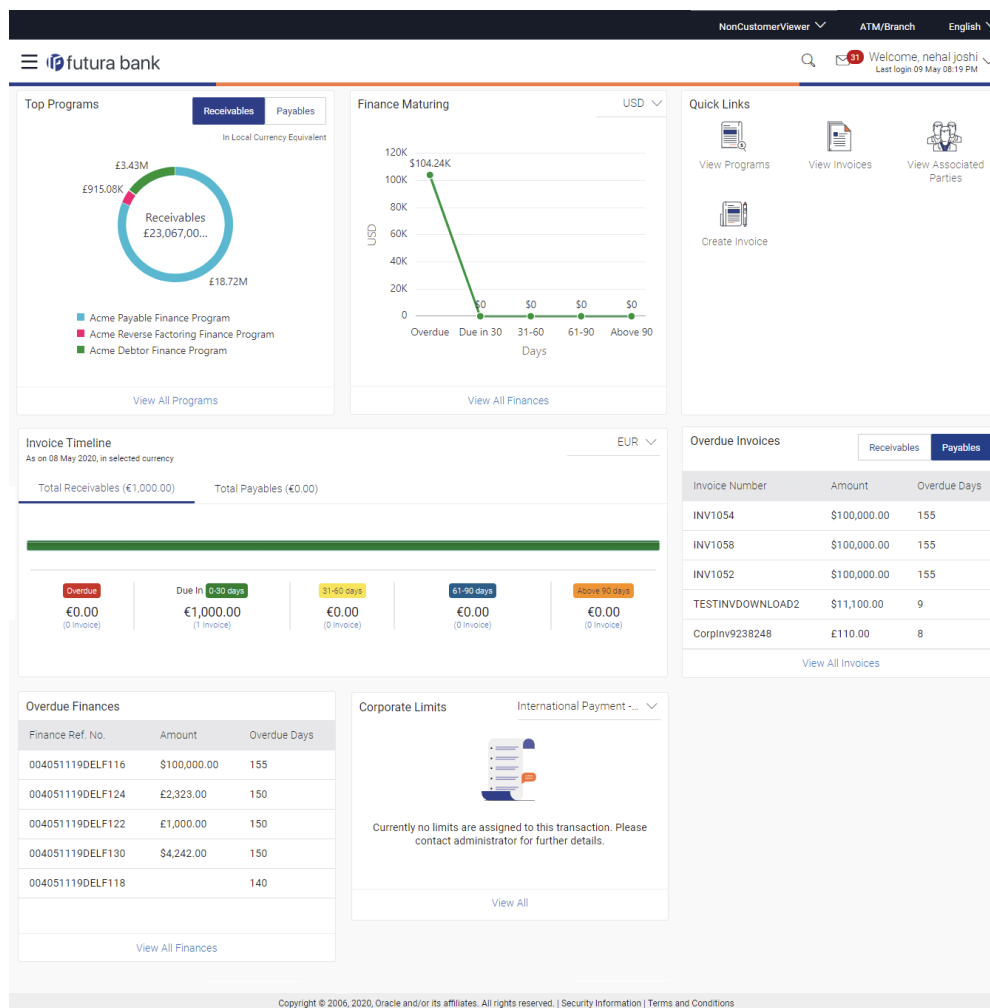 NonCustomerViewer ATM/Branch English
futura bank
31 Welcome, nehal joshi
Last login 09 May 08:19 PM
Top Programs
Receivables Payables
In Local Currency Equivalent
£3.43M
£915.08K
Receivables
£23,067,00...
£18.72M
Acme Payable Finance Program
Acme Reverse Factoring Finance Program
Acme Debtor Finance Program
View All Programs
Finance Maturing USD
120K
$104.24K
100K
80K
60K
40K
20K
0
USD
$0 $0 $0 $0
Overdue Due in 30 31-60 61-90 Above 90
Days
View All Finances
Quick Links
View Programs View Invoices View Associated
Parties
Create Invoice
Invoice Timeline EUR
As on 08 May 2020, in selected currency
Total Receivables (€1,000.00) Total Payables (€0.00)
Overdue Due In 0-30 days 31-60 days 61-90 days Above 90 days
€0.00 €1,000.00 €0.00 €0.00 €0.00
(0 Invoice) (1 Invoice) (0 Invoice) (0 Invoice) (0 Invoice)
Overdue Invoices
Receivables Payables
Invoice Number Amount Overdue Days
INV1054 $100,000.00 155
INV1058 $100,000.00 155
INV1052 $100,000.00 155
TESTINVDOWNLOAD2 $11,100.00 9
CorpInv9238248 £110.00 8
View All Invoices
Overdue Finances
Finance Ref. No. Amount Overdue Days
004051119DELF116 $100,000.00 155
004051119DELF124 £2,323.00 150
004051119DELF122 £1,000.00 150
004051119DELF130 $4,242.00 150
004051119DELF118 140
View All Finances
Corporate Limits International Payment -...
Currently no limits are assigned to this transaction. Please
contact administrator for further details.
View All
Copyright © 2006, 2020, Oracle and/or its affiliates. All rights reserved. | Security Information | Terms and Conditions